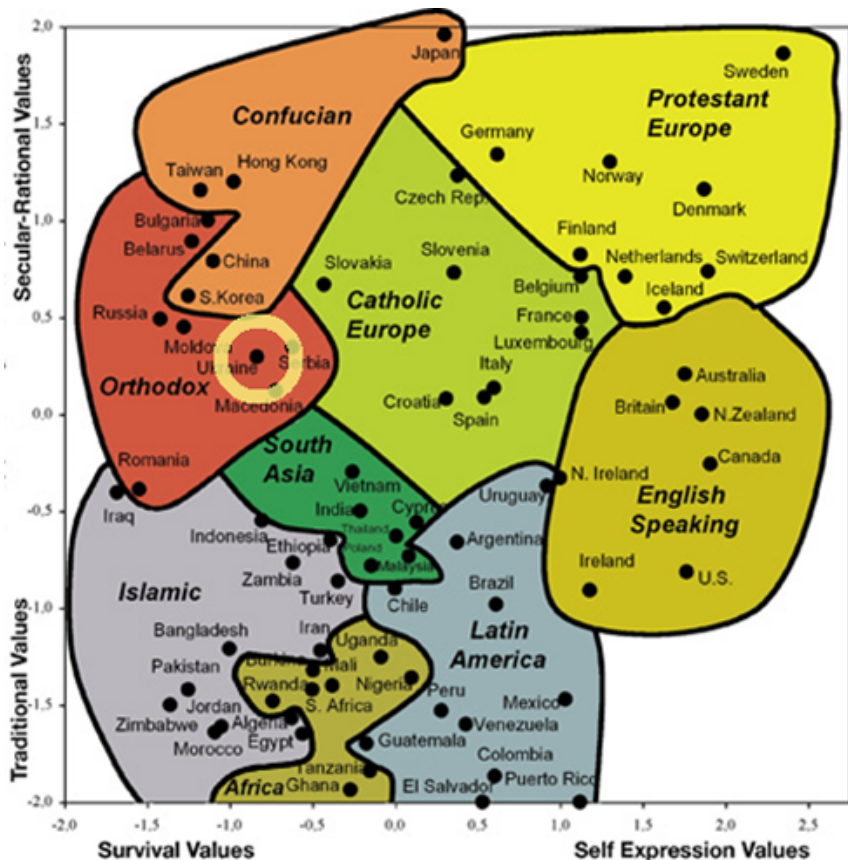 2,0
1,5
1,0
0,5
0,0
-0,5
-1,0
-1,5
-2,0
Secular-Rational Values
Traditional Values
Japan
Sweden
Confucian
Protestant
Europe
Germany
Taiwan
Hong Kong
Norway
Czech Rep.
Denmark
Bulgaria
Belarus
China
Slovenia
Finland
Slovakia
Netherlands
Switzerland
Belgium
Iceland
S.Korea
Catholic
Europe
Russia
France
Moldova
Luxembourg
Ukraine
Serbia
Italy
Orthodox
Macedonia
Croatia
Spain
Australia
Britain
N.Zealand
Canada
South
Asia
Romania
Vietnam
Uruguay
N. Ireland
Iraq
India
English
Speaking
Indonesia
Thailand
Ethiopia
Poland
Argentina
Zambia
Malaysia
Ireland
U.S.
Islamic
Turkey
Chile
Brazil
Latin
America
Bangladesh
Iran
Uganda
Pakistan
Mali
Rwanda
Nigeria
Jordan
S. Africa
Peru
Mexico
Zimbabwe
Algeria
Venezuela
Morocco
Egypt
Guatemala
Colombia
Tanzania
Puerto Rico
Africa
Ghana
El Salvador
-2,0 -1,5 -1,0 -0,5 0,0 0,5 1,0 1,5 2,0 2,5
Survival Values
Self Expression Values